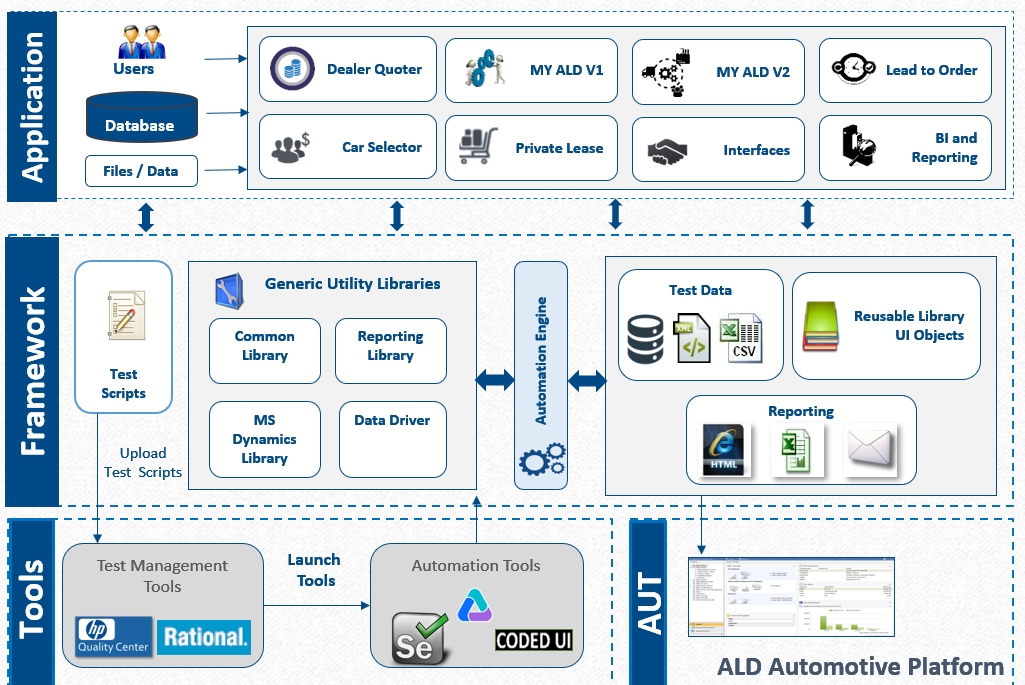 Application
Users
Database
Files / Data
Dealer Quoter
MY ALD V1
MY ALD V2
Lead to Order
Car Selector
Private Lease
Interfaces
BI and
Reporting
Framework
Test
Scripts
Upload
Test Scripts
Generic Utility Libraries
Common
Library
Reporting
Library
MS
Dynamics
Library
Data Driver
Automation Engine
Test Data
XML
</>
CSV
Reusable Library
UI Objects
Reporting
HTML
Tools
Test Management
Tools
hp
Quality Center
Rational.
Launch
Tools
Automation Tools
Se
CODED UI
AUT
ALD Automotive Platform